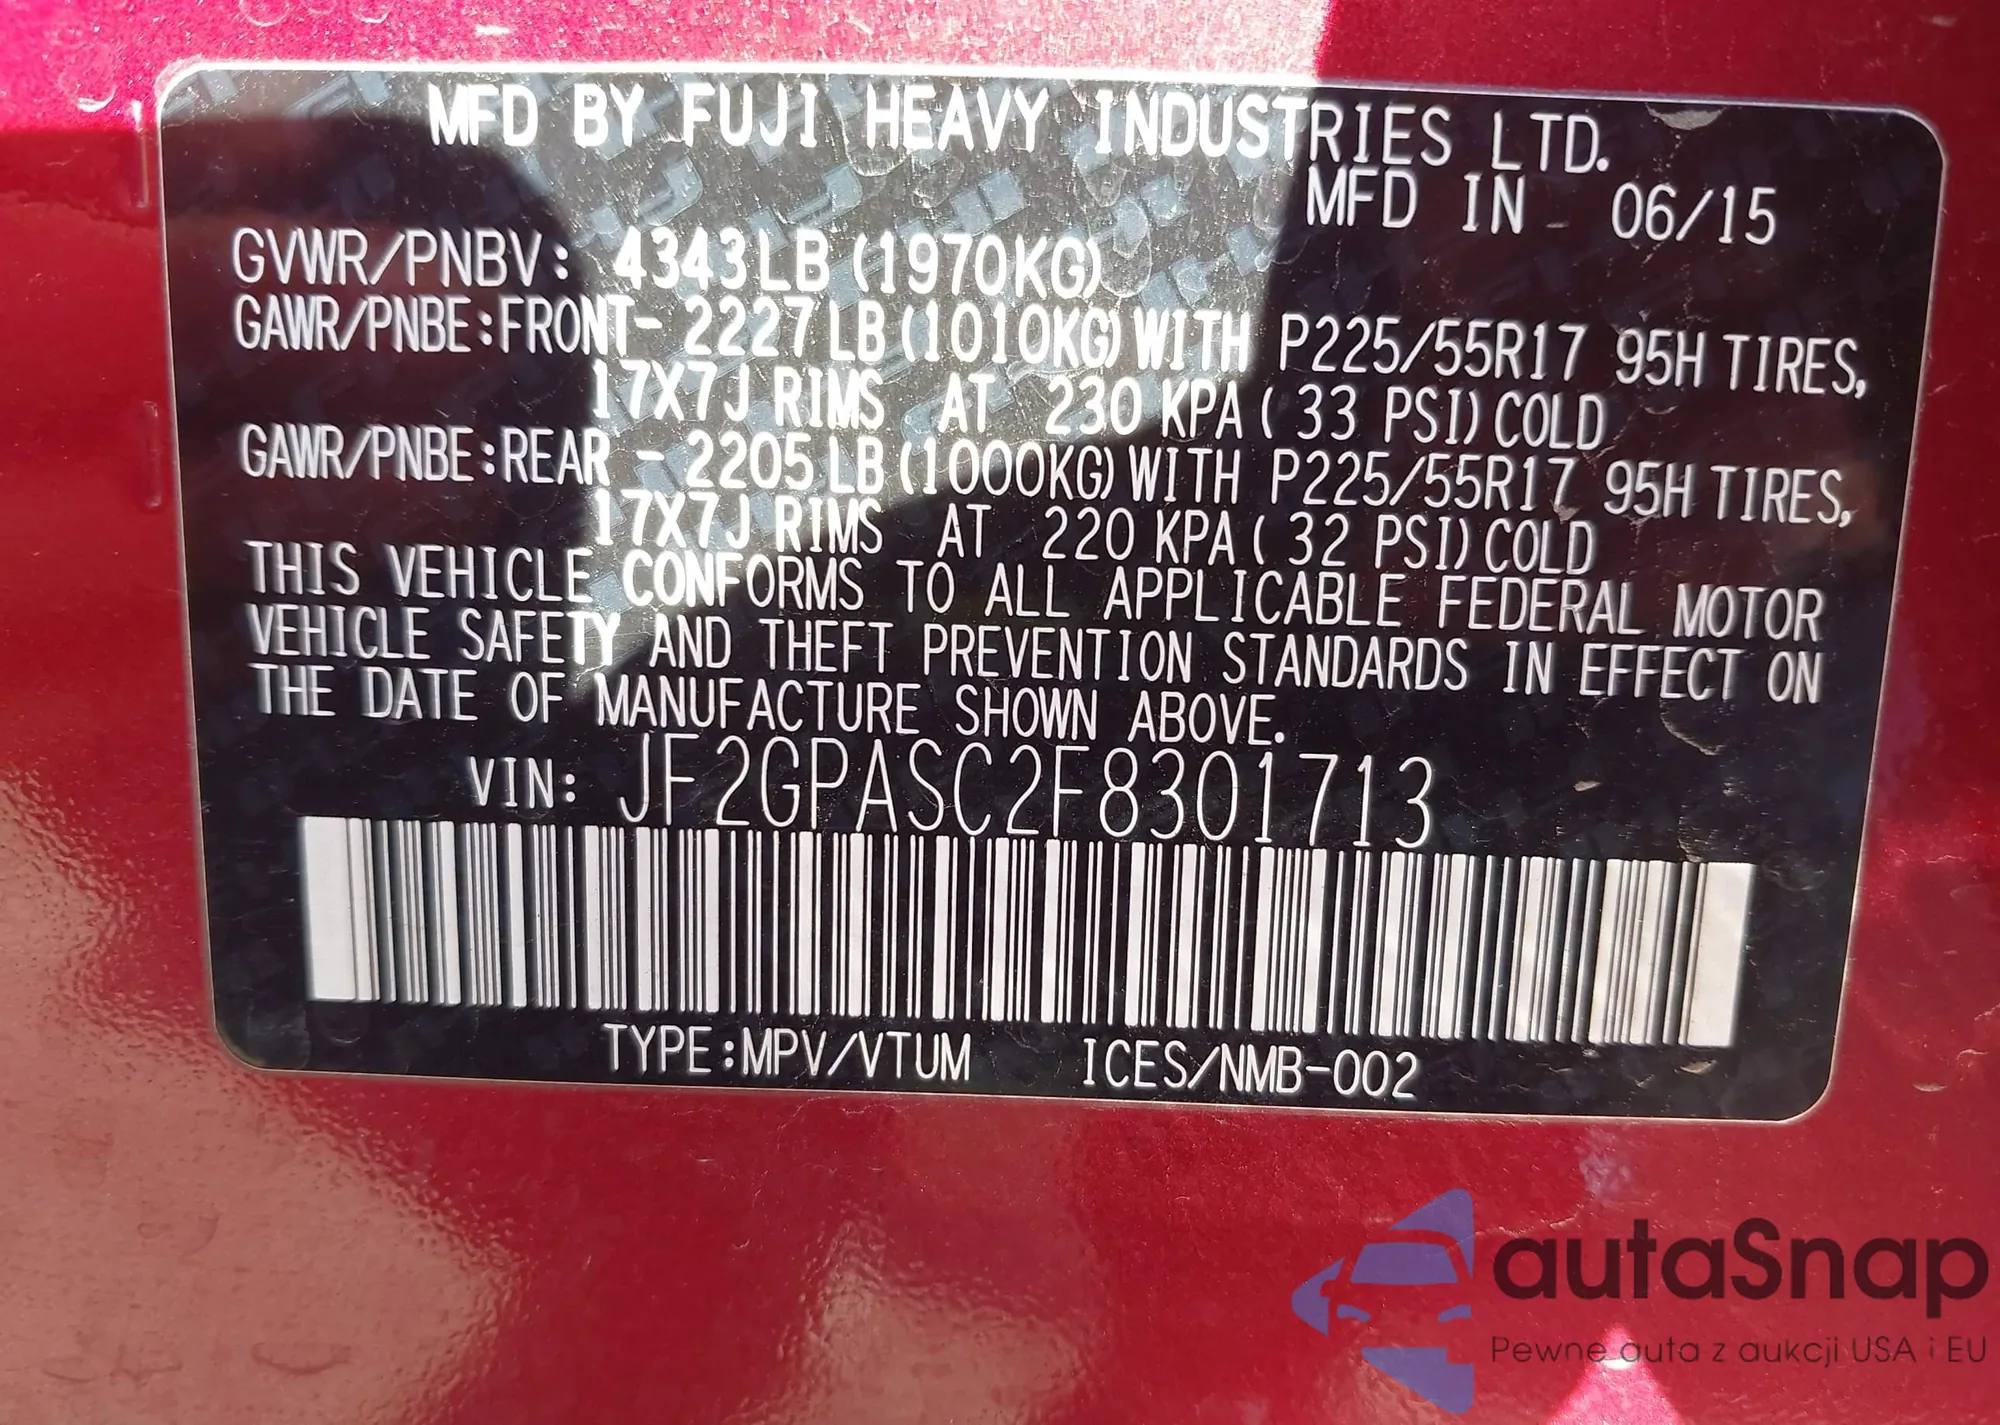 MFD BY FUJI HEAVY INDUSTRIES LTD.
MFD IN 06/15
GVWR/PNBV: 4343LB (1970KG)
GAWR/PNBE:FRONT- 2227LB (1010KG) WITH P225/55R17 95H TIRES,
17X7J RIMS AT 230 KPA ( 33 PSI) COLD
GAWR/PNBE:REAR - 2205LB (1000KG) WITH P225/55R17 95H TIRES,
17X7J RIMS AT 220 KPA ( 32 PSI) COLD
THIS VEHICLE CONFORMS TO ALL APPLICABLE FEDERAL MOTOR
VEHICLE SAFETY AND THEFT PREVENTION STANDARDS IN EFFECT ON
THE DATE OF MANUFACTURE SHOWN ABOVE.
VIN: JF2GPASC2F8301713
TYPE:MPV/VTUM ICES/NMB-002
autaSnap
Pewne auta z aukcji USA i EU